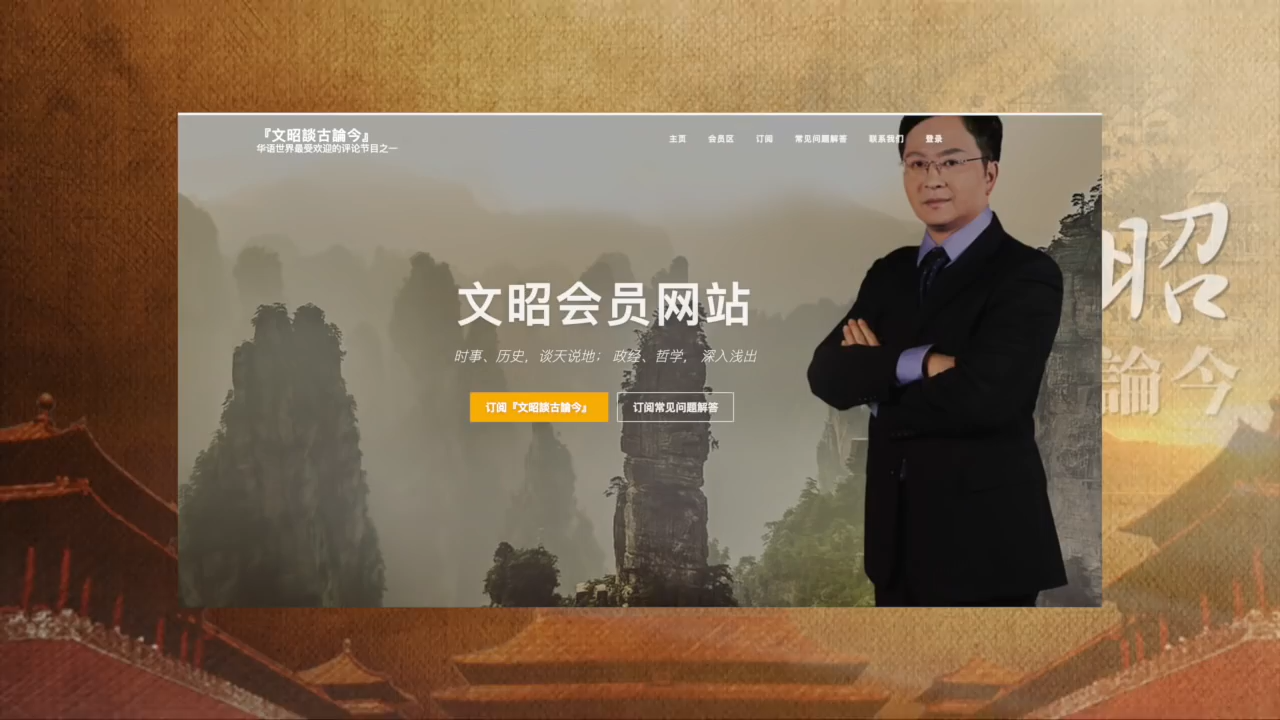 『文昭談古論今』
华语世界最受欢迎的评论节目之一
主页 会员区 订阅 常见问题解答 联系我们 登录
文昭会员网站
时事、历史，谈天说地； 政经、哲学， 深入浅出
订阅『文昭談古論今』 订阅常见问题解答
昭
論今